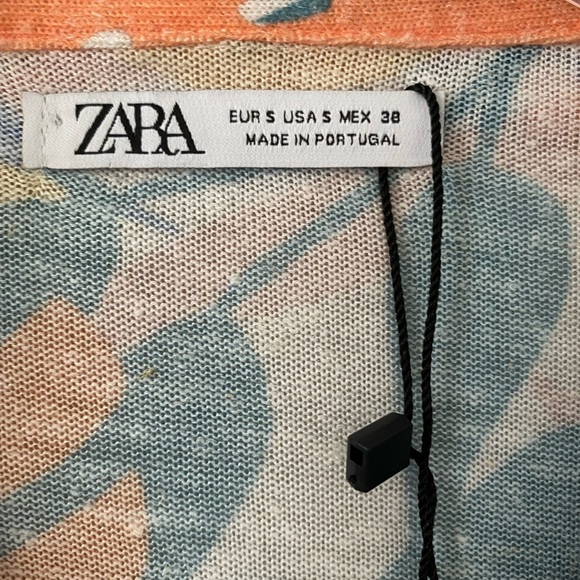 ZARA
EUR S USA S MEX 38
MADE IN PORTUGAL